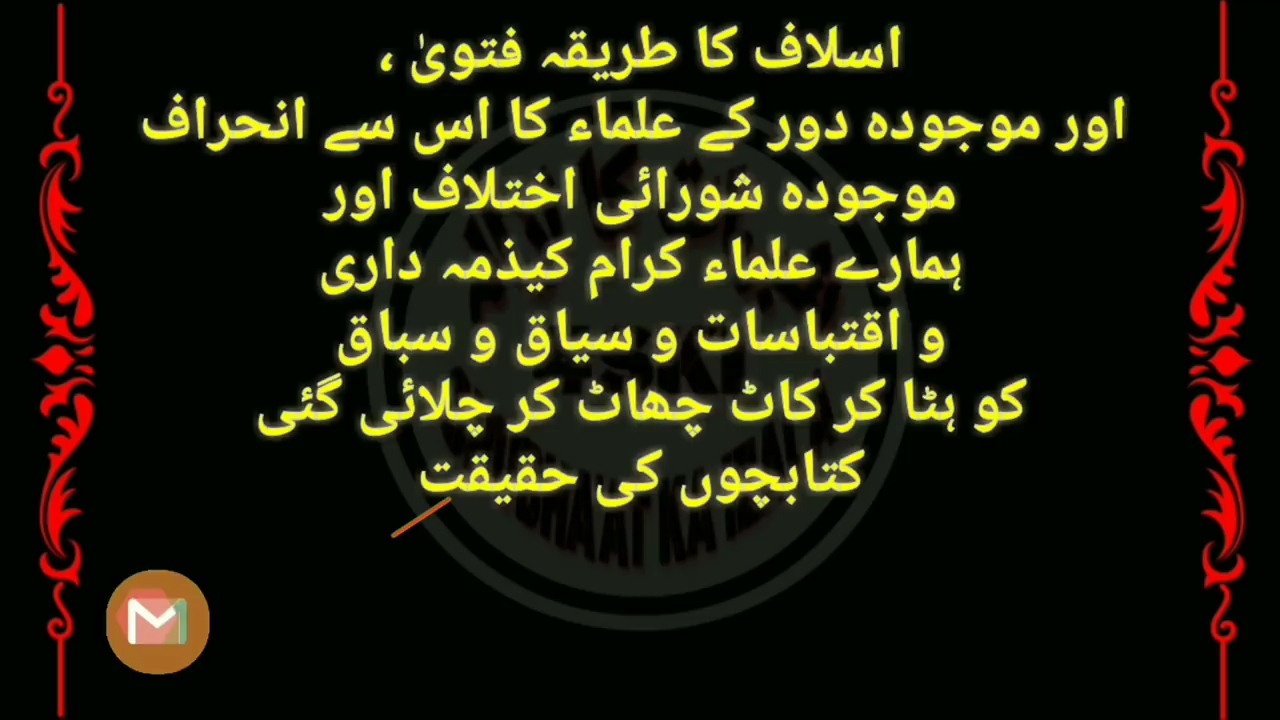 اسلاف کا طریقہ فتویٰ ،
اور موجودہ دور کے علماء کا اس سے انحراف
موجودہ شورائی اختلاف اور
ہمارے علماء کرام کیذمہ داری
و اقتباسات و سیاق و سباق
کو ہٹا کر کاٹ چھاٹ کر چلائی گئی
کتابچوں کی حقیقت